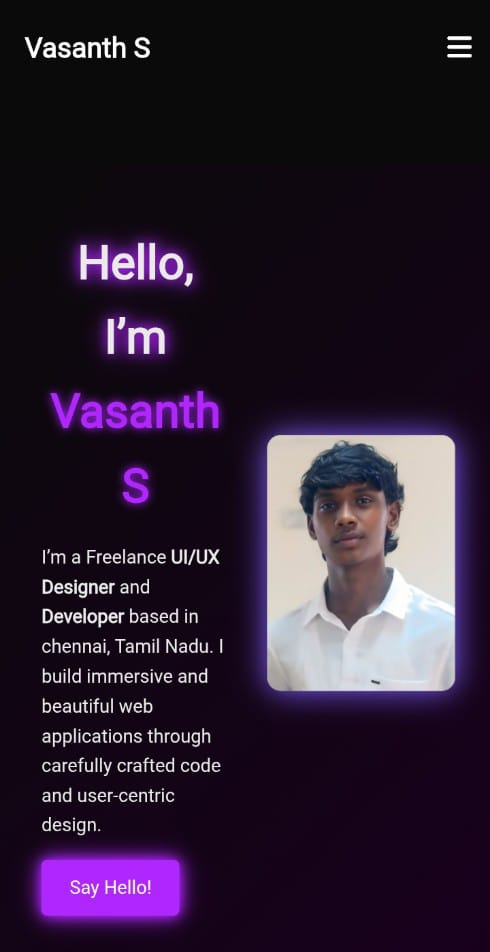 Vasanth S
Hello,
I’m
Vasanth
S
I’m a Freelance UI/UX
Designer and
Developer based in
chennai, Tamil Nadu. I
build immersive and
beautiful web
applications through
carefully crafted code
and user-centric
design.
Say Hello!